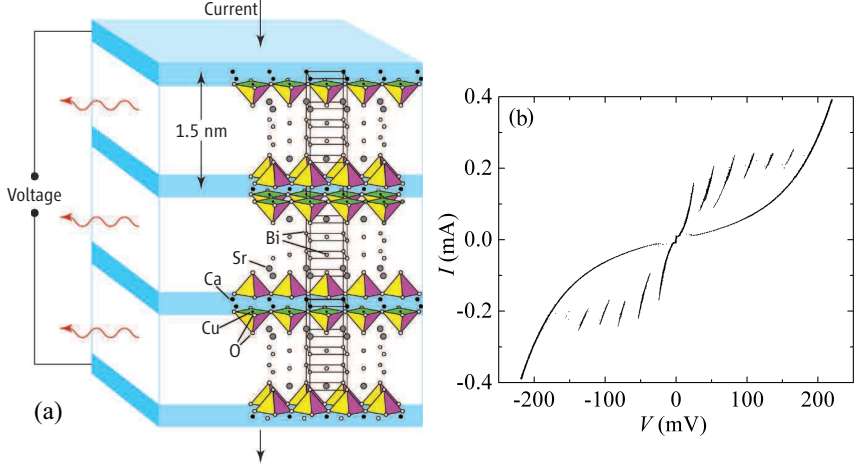 Current
1.5 nm
Voltage
Bi
Sr
Ca
Cu
O
(a)
(b)
0.4
0.2
0.0
-0.2
-0.4
I (mA)
-200
-100
0
100
200
V (mV)